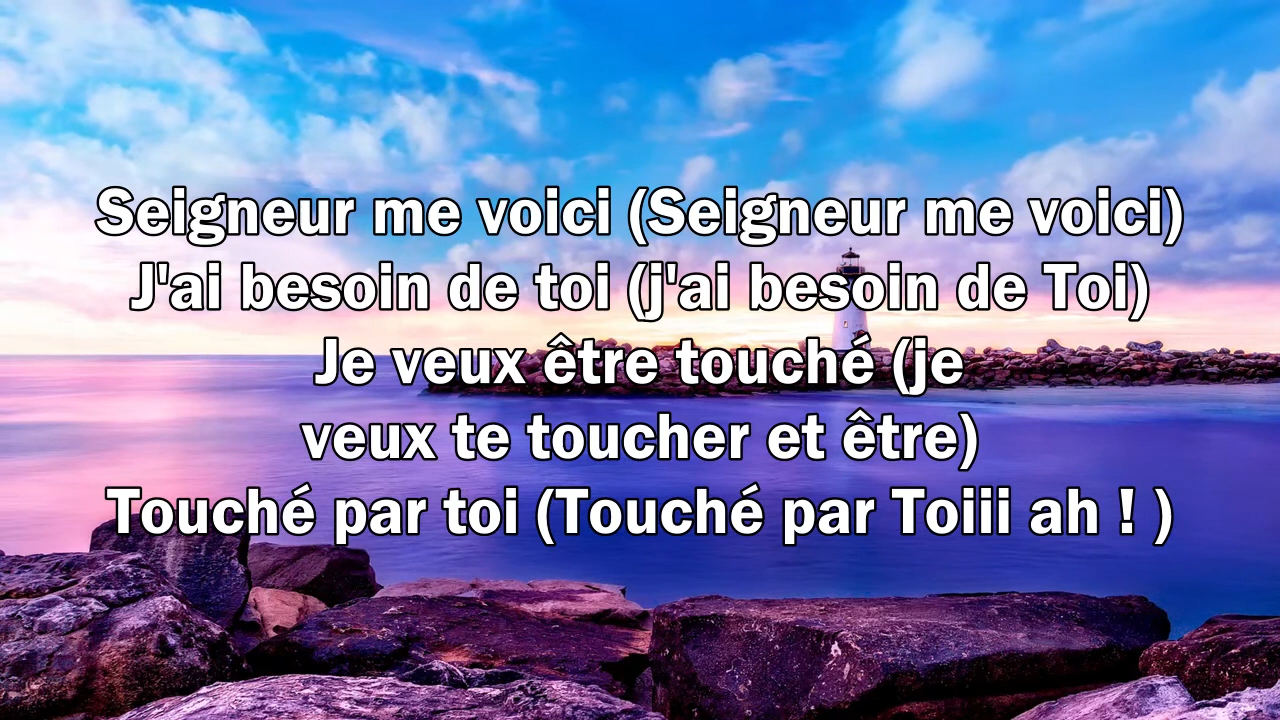 Seigneur me voici (Seigneur me voici)
J'ai besoin de toi (j'ai besoin de Toi)
Je veux être touché (je
veux te toucher et être)
Touché par toi (Touché par Toiii ah ! )